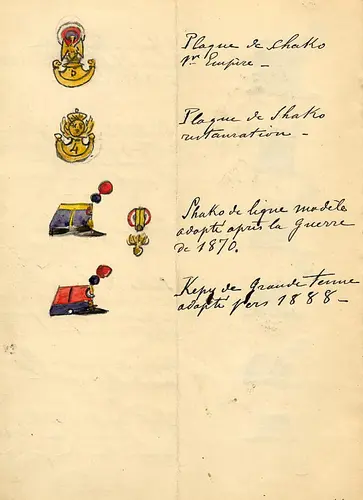 Plaque de shako
1er Empire —
Plaque de Shako
restauration —
Shako de ligne modèle
adopté après la Guerre
de 1870.
Kepy de Grande tenue
adopté vers 1888 —